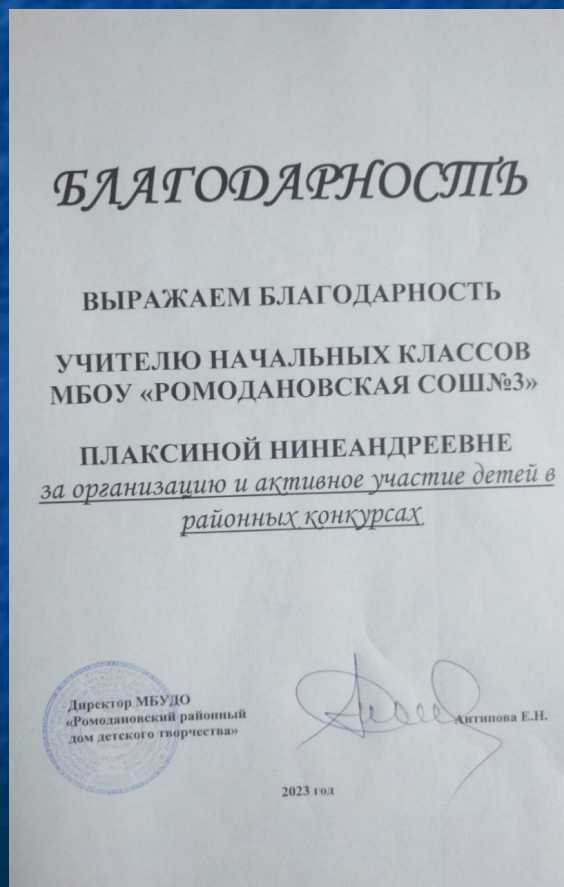 БЛАГОДАРНОСТЬ
ВЫРАЖАЕМ БЛАГОДАРНОСТЬ
УЧИТЕЛЮ НАЧАЛЬНЫХ КЛАССОВ
МБОУ «РОМОДАНОВСКАЯ СОШ№3»
ПЛАКСИНОЙ НИНЕАНДРЕЕВНЕ
за организацию и активное участие детей в
районных конкурсах
Директор МБУДО
«Ромодановский районный
дом детского творчества»
Антипова Е.Н.
2023 год